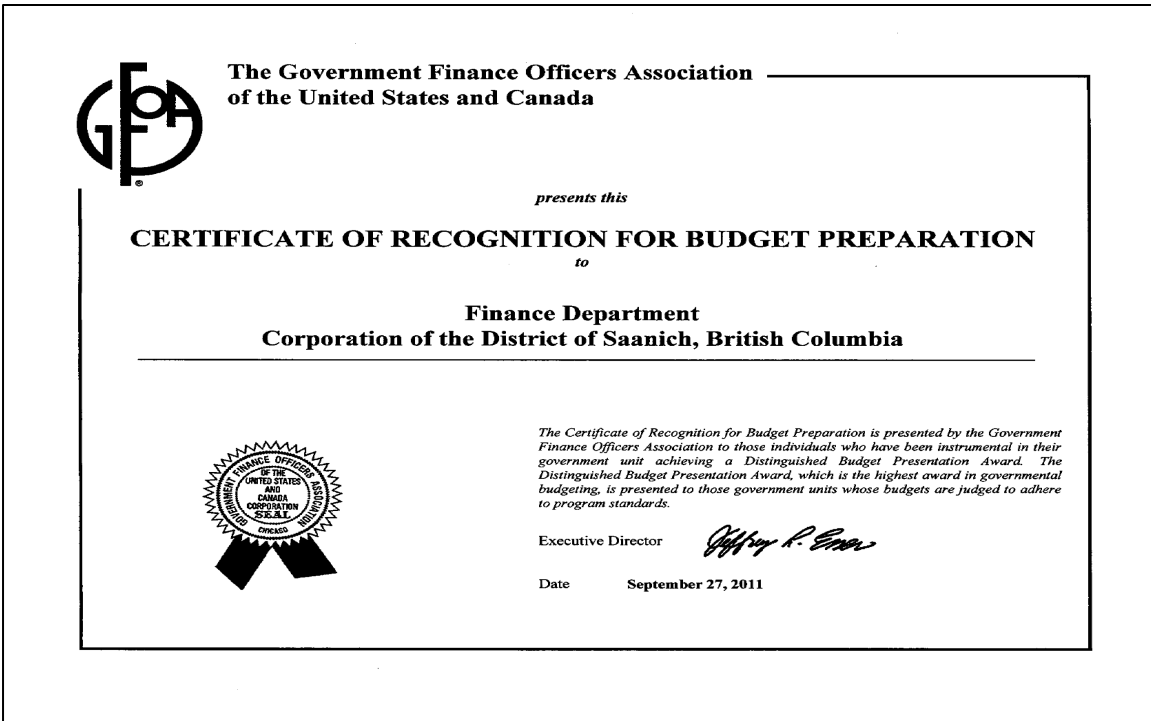 GFOA
®
The Government Finance Officers Association
of the United States and Canada
presents this
CERTIFICATE OF RECOGNITION FOR BUDGET PREPARATION
to
Finance Department
Corporation of the District of Saanich, British Columbia
The Certificate of Recognition for Budget Preparation is presented by the Government
Finance Officers Association to those individuals who have been instrumental in their
government unit achieving a Distinguished Budget Presentation Award. The
Distinguished Budget Presentation Award, which is the highest award in governmental
budgeting, is presented to those government units whose budgets are judged to adhere
to program standards.
GOVERNMENT FINANCE OFFICERS ASSOCIATION
OF THE
UNITED STATES
AND
CANADA
CORPORATION
SEAL
CHICAGO
Executive Director Jeffrey R. Enser
Date September 27, 2011